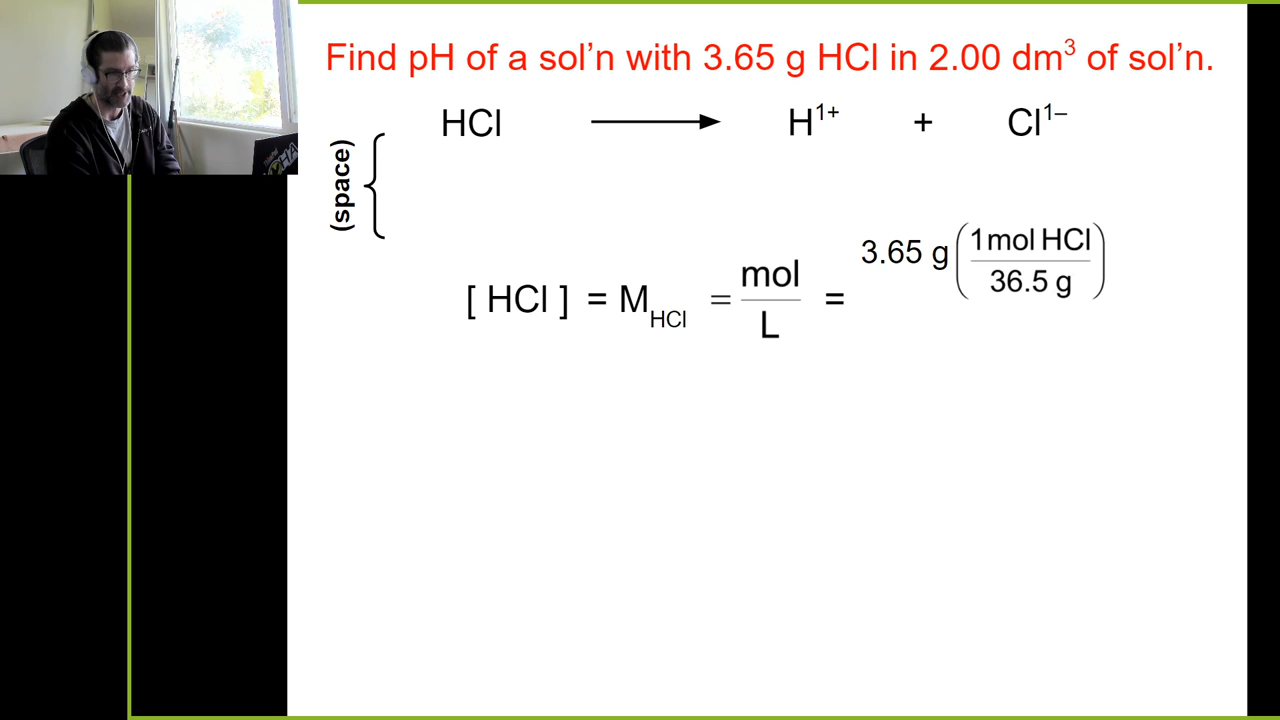 Find pH of a sol’n with 3.65 g HCl in 2.00 dm³ of sol’n.
HCl ⟶ H¹⁺ + Cl¹⁻
(space)
[ HCl ] = M_HCl = mol/L = 3.65 g (1 mol HCl / 36.5 g)